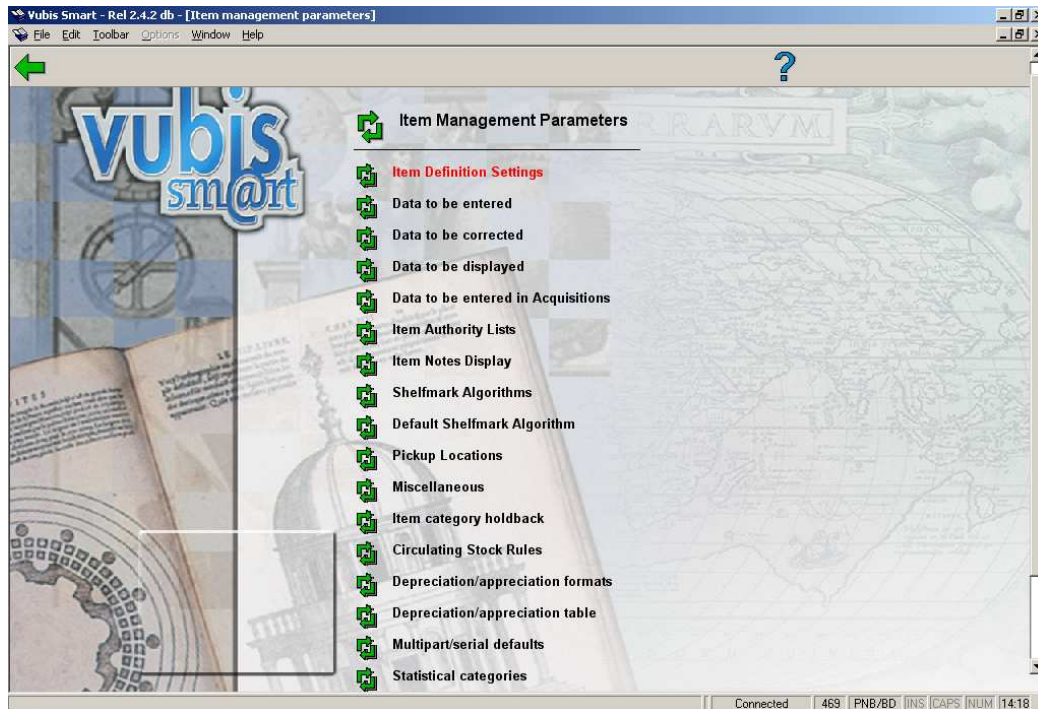 Vubis Smart - Rel 2.4.2 db - [Item management parameters]
File Edit Toolbar Options Window Help
?
vubis
sm@rt
RARVM
Item Management Parameters
Item Definition Settings
Data to be entered
Data to be corrected
Data to be displayed
Data to be entered in Acquisitions
Item Authority Lists
Item Notes Display
Shelfmark Algorithms
Default Shelfmark Algorithm
Pickup Locations
Miscellaneous
Item category holdback
Circulating Stock Rules
Depreciation/appreciation formats
Depreciation/appreciation table
Multipart/serial defaults
Statistical categories
Connected 469 PNB/BD INS CAPS NUM 14:18